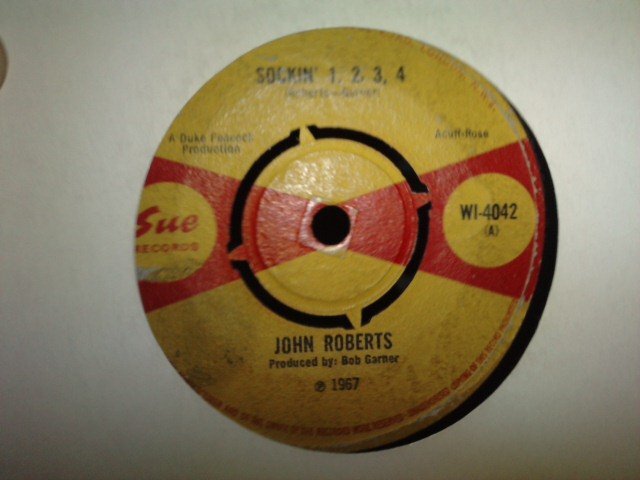 SOCKIN' 1, 2, 3, 4
A Duke Peacock
Production
Acuff-Rose
Sue
RECORDS
WI-4042
(A)
JOHN ROBERTS
Produced by: Bob Garner
℗ 1967